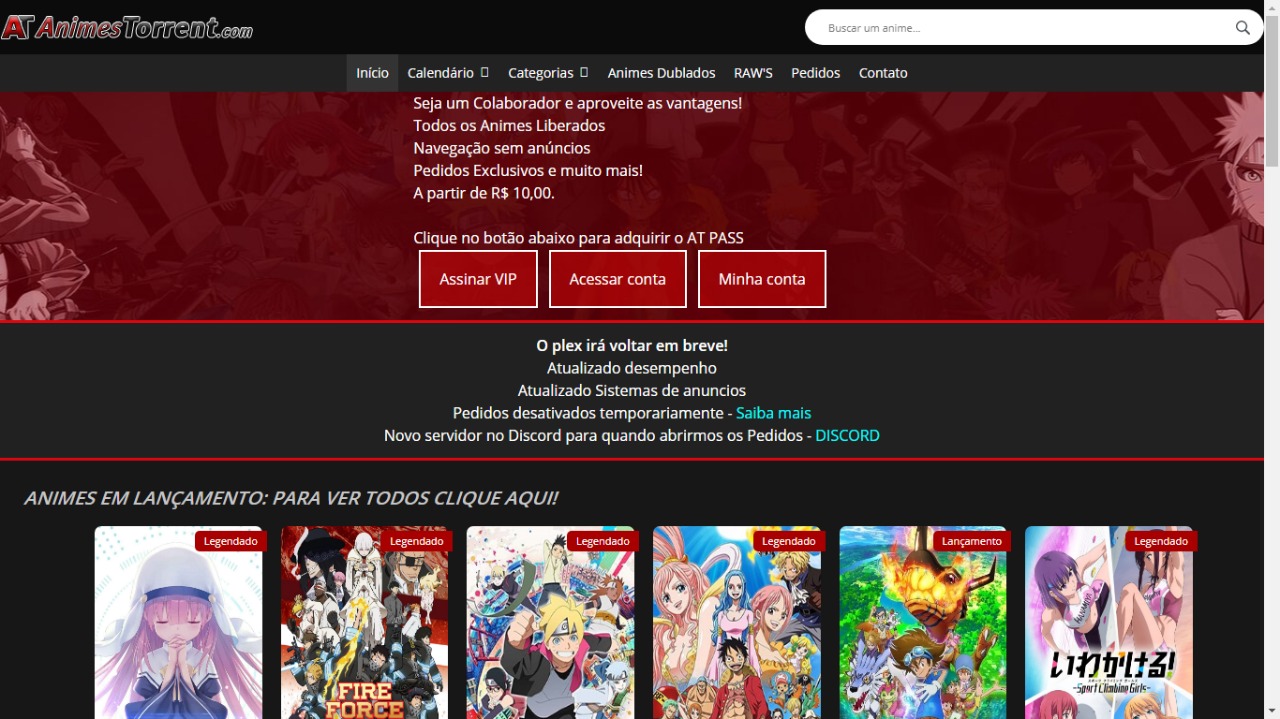 AT AnimesTorrent.com
Buscar um anime...
Início
Calendário
Categorias
Animes Dublados
RAW'S
Pedidos
Contato
Seja um Colaborador e aproveite as vantagens!
Todos os Animes Liberados
Navegação sem anúncios
Pedidos Exclusivos e muito mais!
A partir de R$ 10,00.
Clique no botão abaixo para adquirir o AT PASS
Assinar VIP
Acessar conta
Minha conta
O plex irá voltar em breve!
Atualizado desempenho
Atualizado Sistemas de anuncios
Pedidos desativados temporariamente - Saiba mais
Novo servidor no Discord para quando abrirmos os Pedidos - DISCORD
ANIMES EM LANÇAMENTO: PARA VER TODOS CLIQUE AQUI!
Legendado
Legendado
Legendado
Legendado
Lançamento
Legendado
FIRE
FORCE
いわかける!
-Sport Climbing Girls-